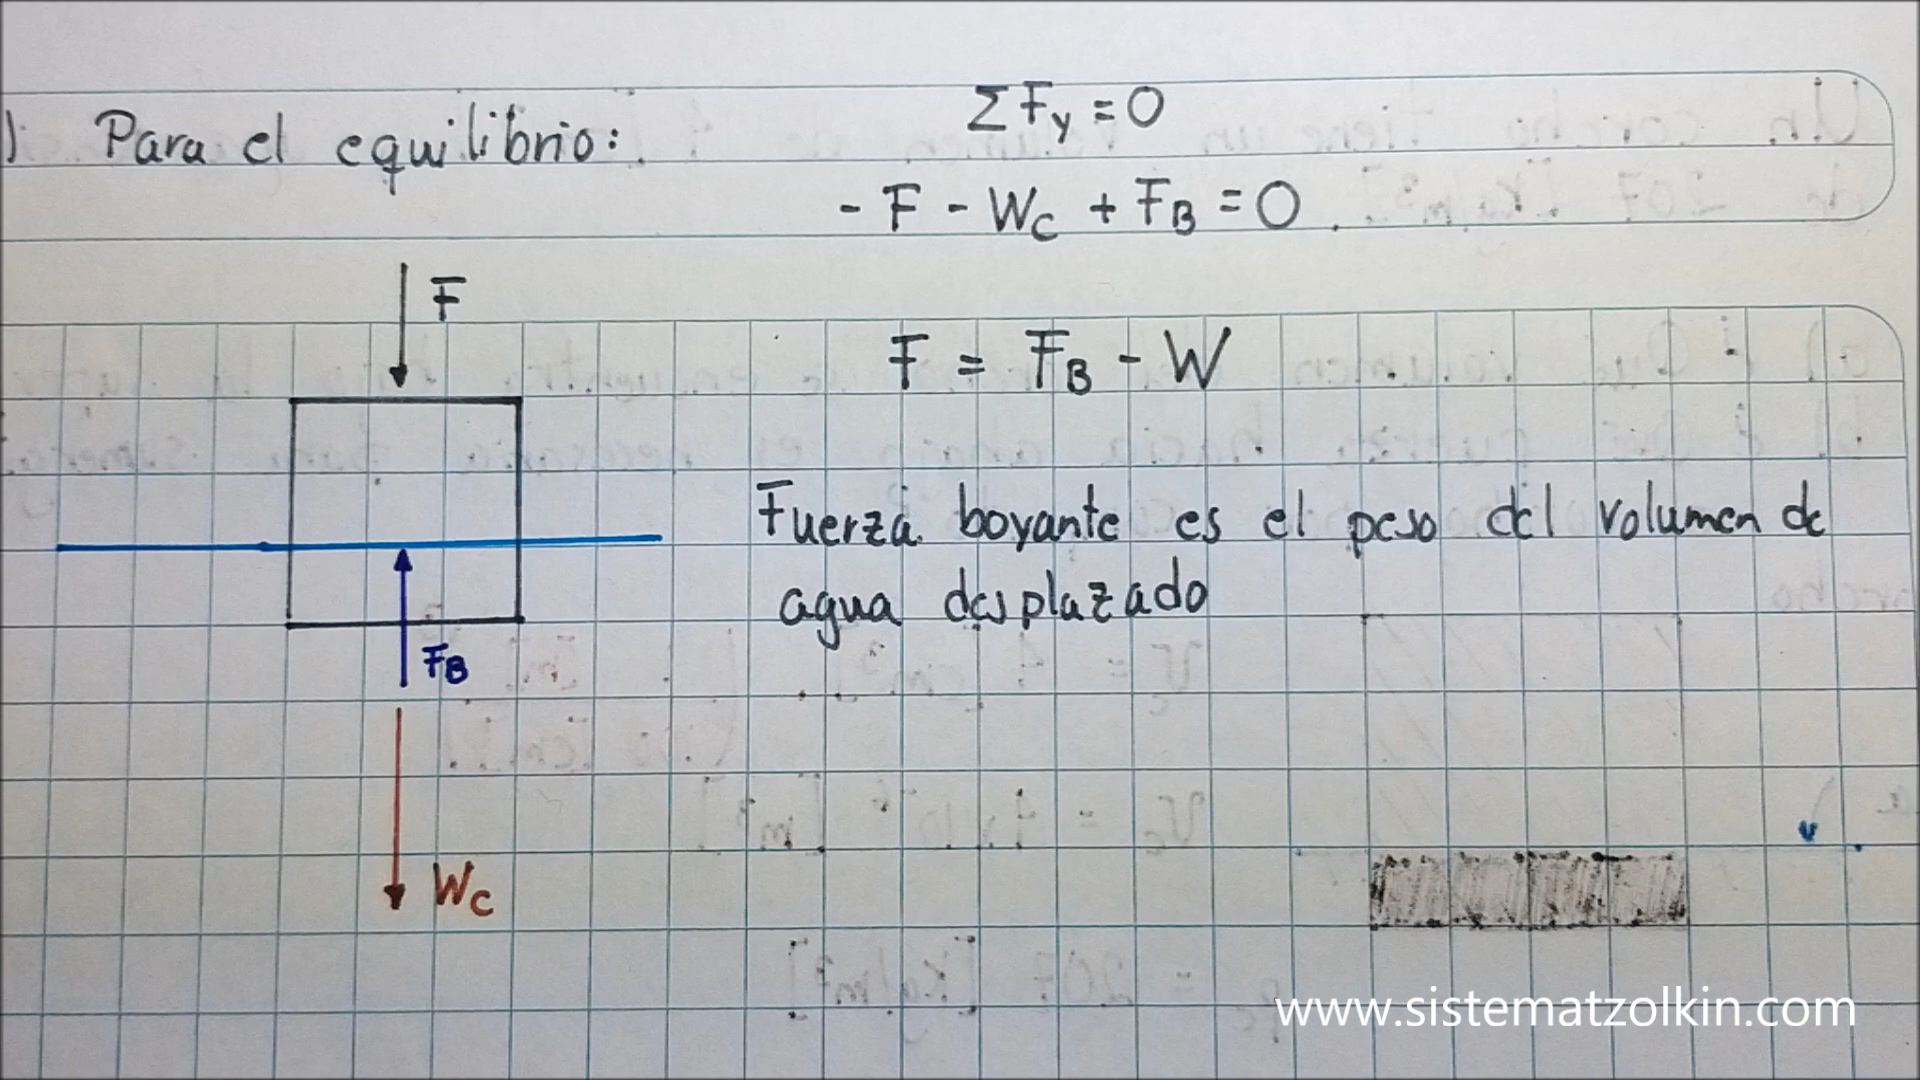 ) Para el equilibrio:
ΣFy = 0
- F - Wc + FB = 0
F
F = FB - W
Fuerza boyante es el peso del volumen de
agua desplazado
FB
Wc
www.sistematzolkin.com